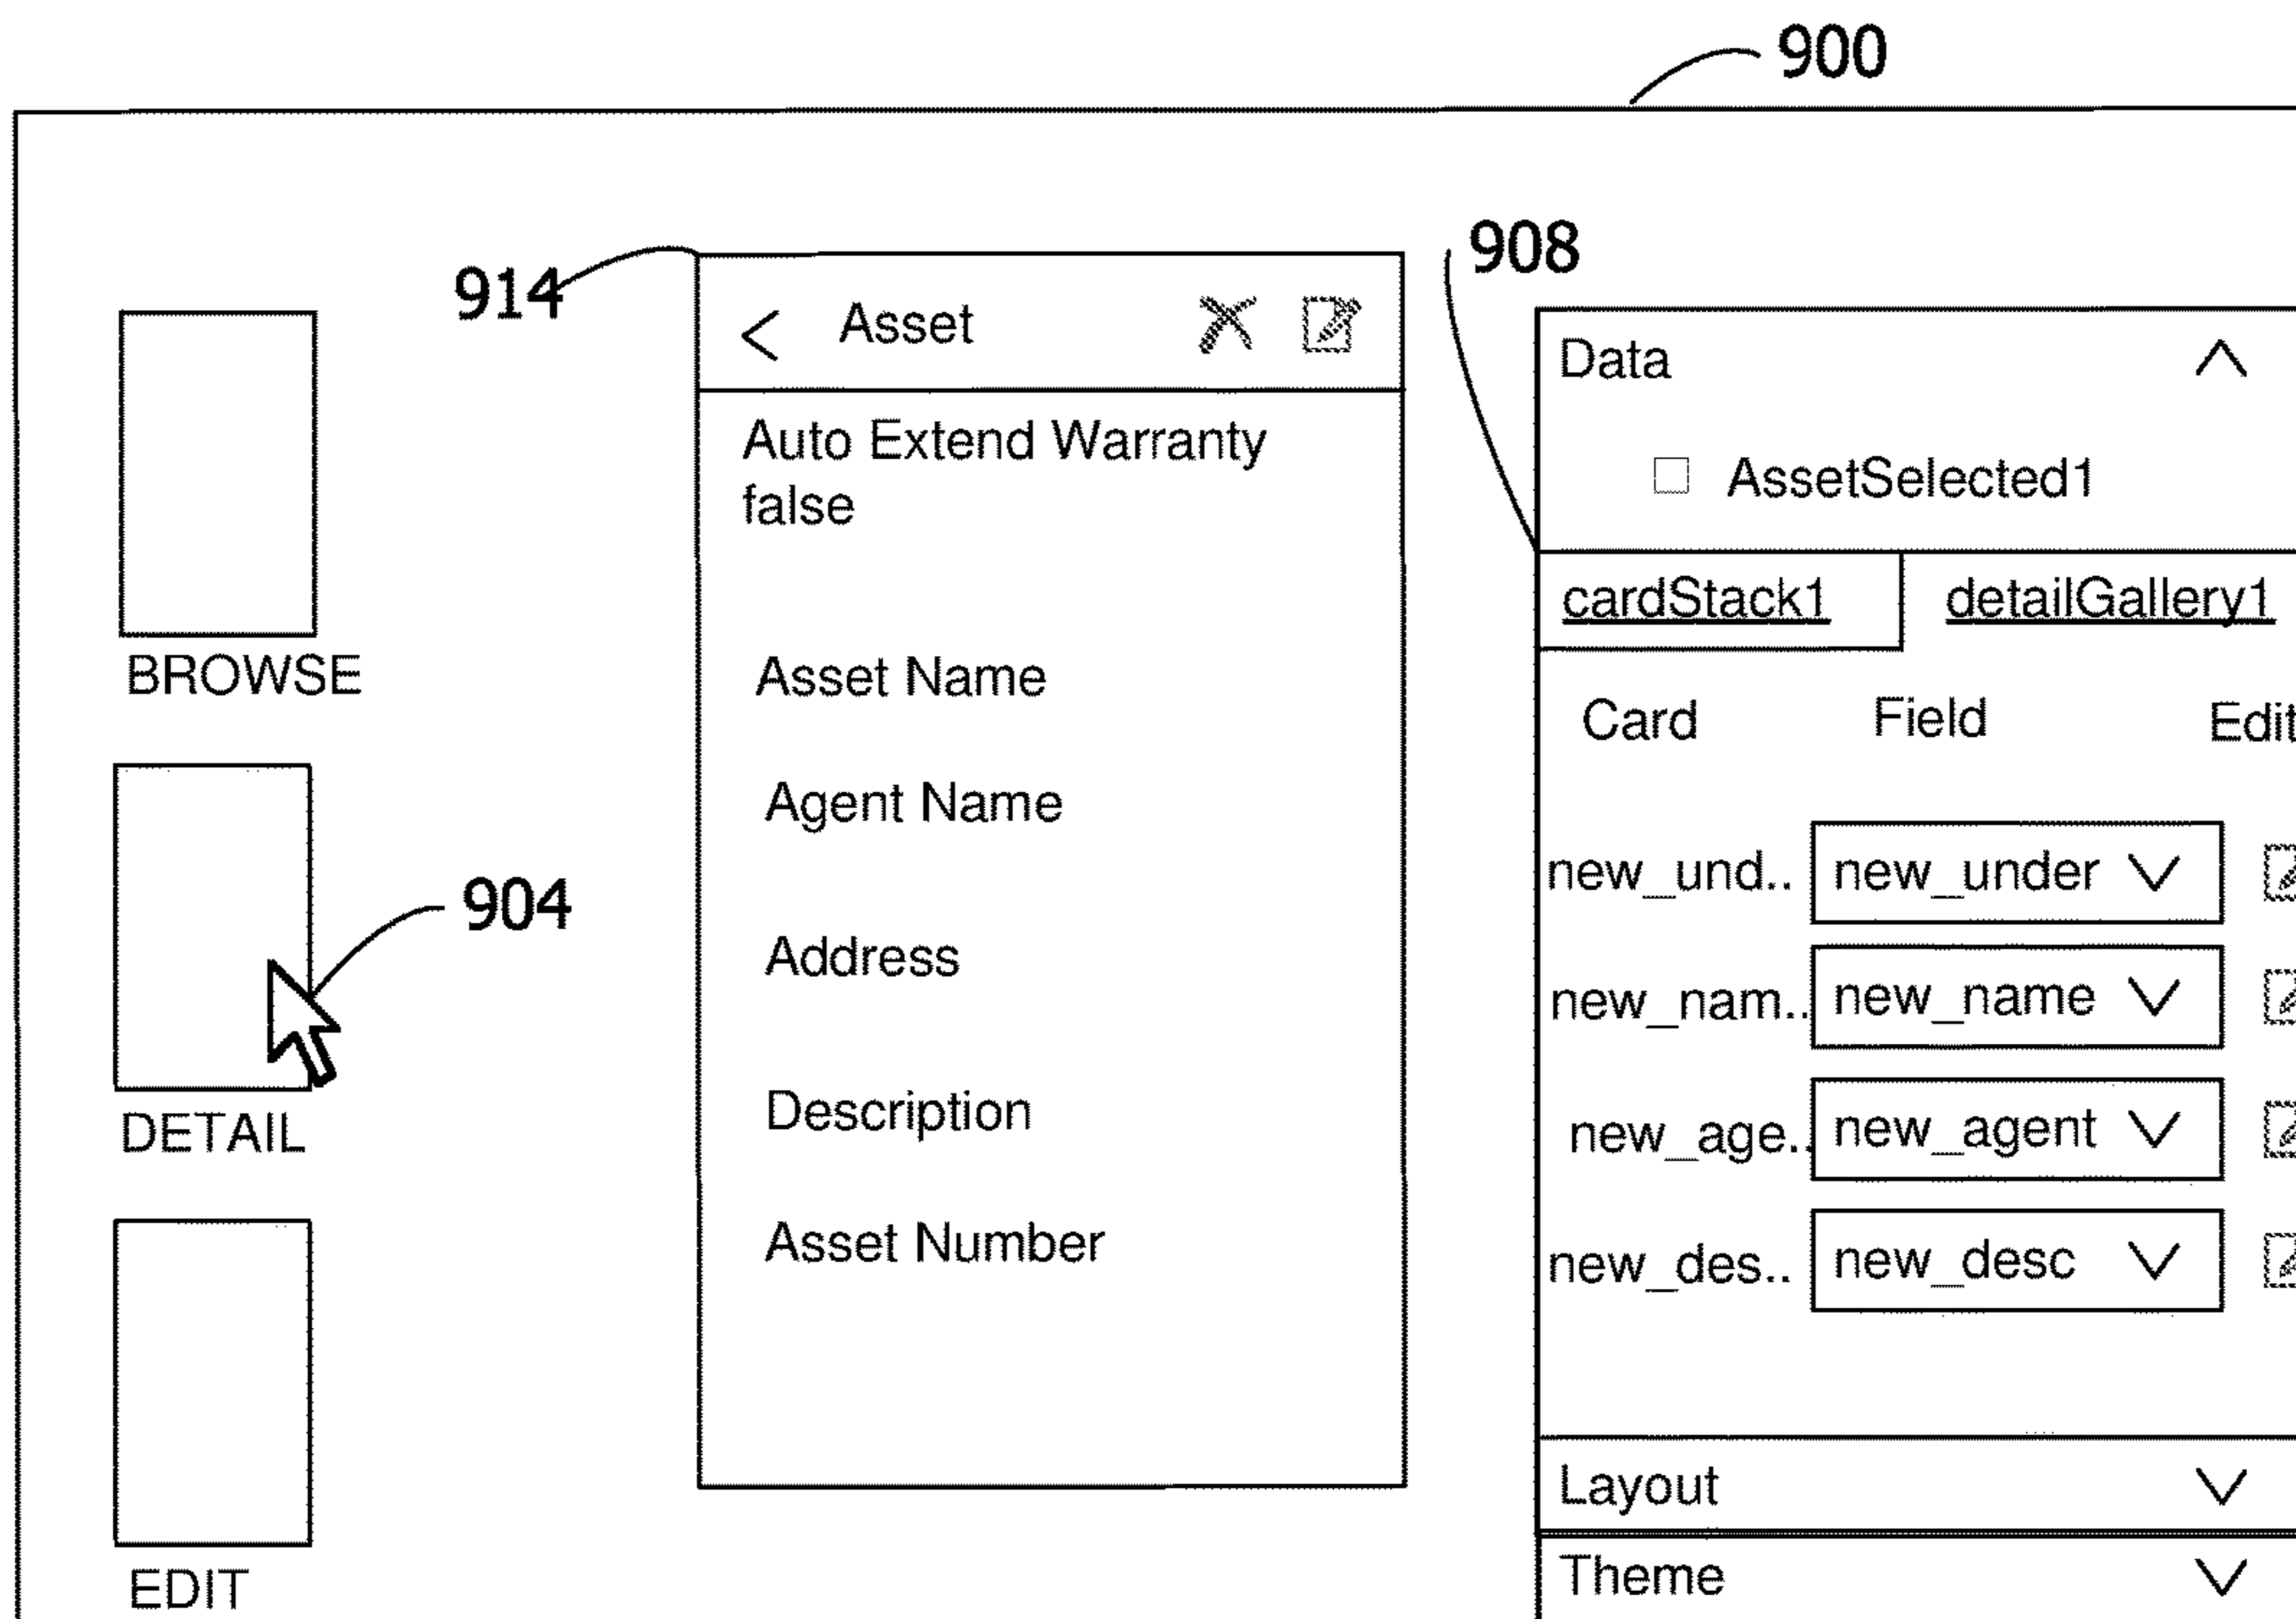 900
914
908
Asset
Auto Extend Warranty
false
Asset Name
Agent Name
Address
Description
Asset Number
BROWSE
904
DETAIL
EDIT
Data
AssetSelected1
cardStack1 detailGallery1
Card Field Edit
new_und.. new_under
new_nam.. new_name
new_age.. new_agent
new_des.. new_desc
Layout
Theme